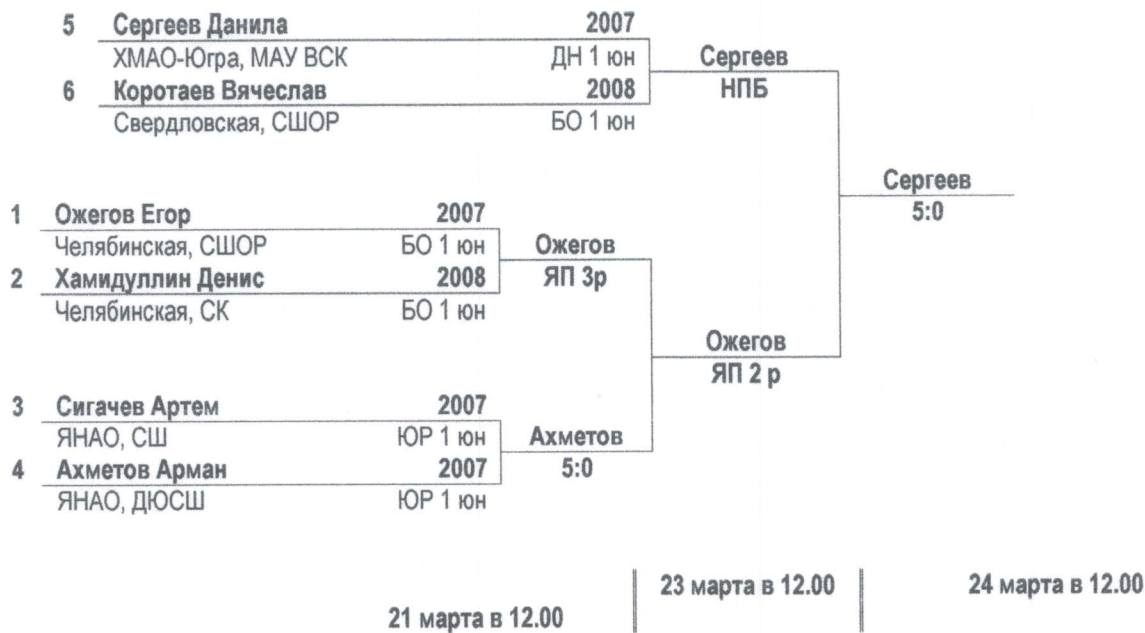 5 Сергеев Данила 2007
ХМАО-Югра, МАУ ВСК ДН 1 юн
Сергеев
6 Коротаев Вячеслав 2008
НПБ
Свердловская, СШОР БО 1 юн
Сергеев
5:0
1 Ожегов Егор 2007
Челябинская, СШОР БО 1 юн
Ожегов
2 Хамидуллин Денис 2008
ЯП 3р
Челябинская, СК БО 1 юн
Ожегов
ЯП 2 р
3 Сигачев Артем 2007
ЯНАО, СШ ЮР 1 юн
Ахметов
4 Ахметов Арман 2007
5:0
ЯНАО, ДЮСШ ЮР 1 юн
23 марта в 12.00
24 марта в 12.00
21 марта в 12.00